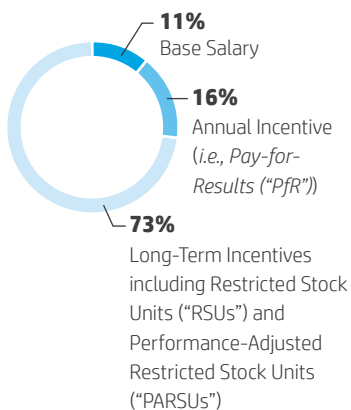 11%
Base Salary
16%
Annual Incentive
(i.e., Pay-for-
Results (“PfR”))
73%
Long-Term Incentives
including Restricted Stock
Units (“RSUs”) and
Performance-Adjusted
Restricted Stock Units
(“PARSUs”)